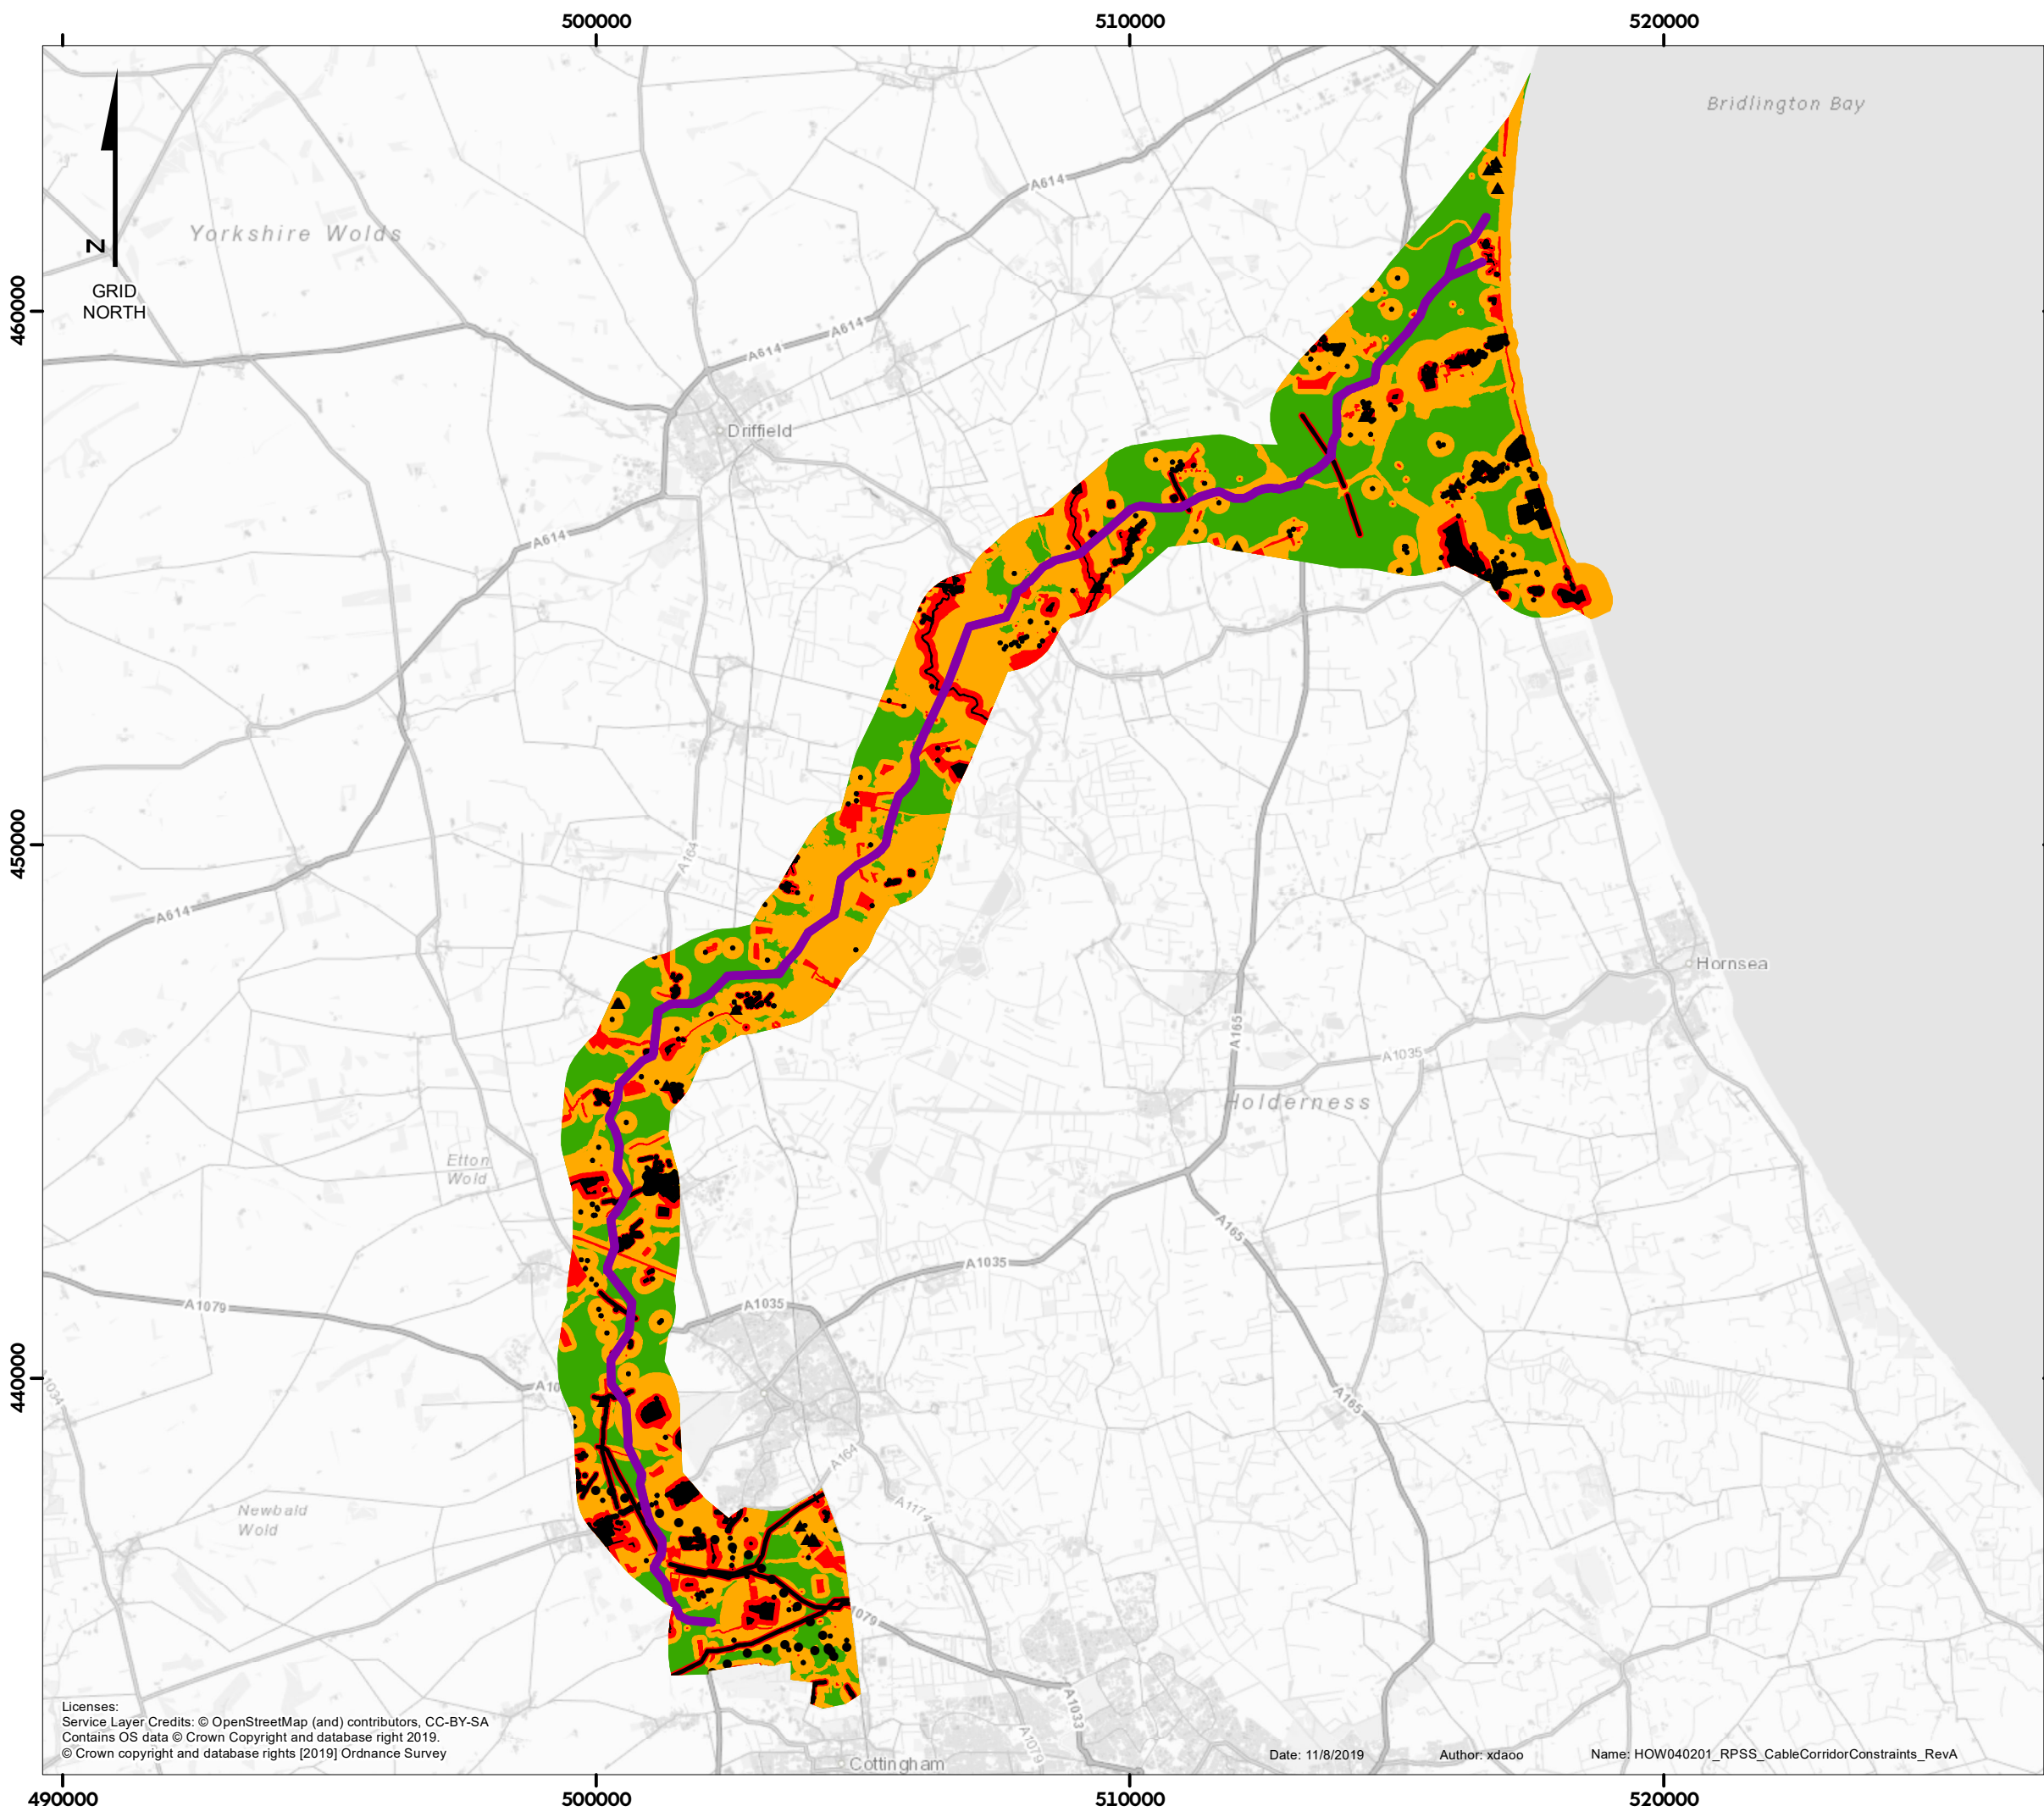 500000
510000
520000
Bridlington Bay
A614
Yorkshire Wolds
N
GRID
NORTH
460000
A614
A614
Driffield
A614
450000
A164
A614
Hornsea
A165
A1035
Holderness
Etton
Wold
A165
A1035
A1079
A1035
440000
A10
A165
A164
A1174
Newbald
Wold
1079
A1033
A1079
Cottingham
Licenses:
Service Layer Credits: © OpenStreetMap (and) contributors, CC-BY-SA
Contains OS data © Crown Copyright and database right 2019.
© Crown copyright and database rights [2019] Ordnance Survey
Date: 11/8/2019
Author: xdaoo
Name: HOW040201_RPSS_CableCorridorConstraints_RevA
490000
500000
510000
520000